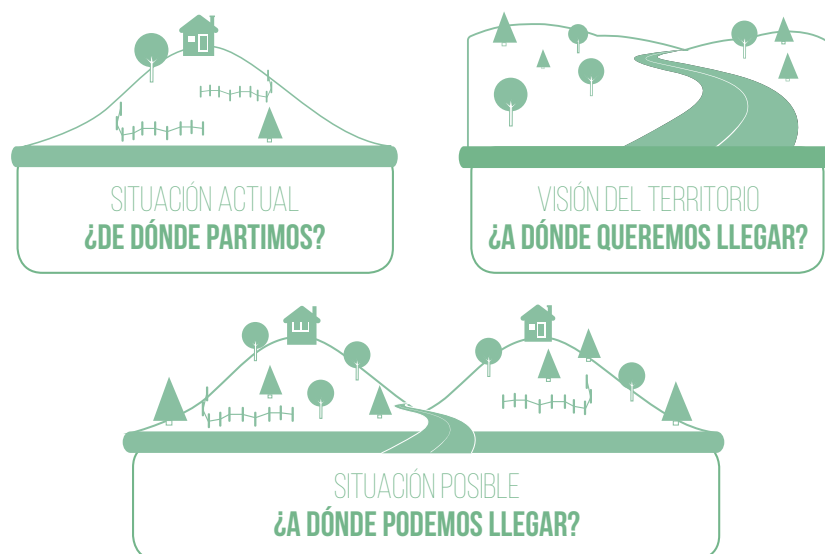 SITUACIÓN ACTUAL
¿DE DÓNDE PARTIMOS?
VISIÓN DEL TERRITORIO
¿A DÓNDE QUEREMOS LLEGAR?
SITUACIÓN POSIBLE
¿A DÓNDE PODEMOS LLEGAR?